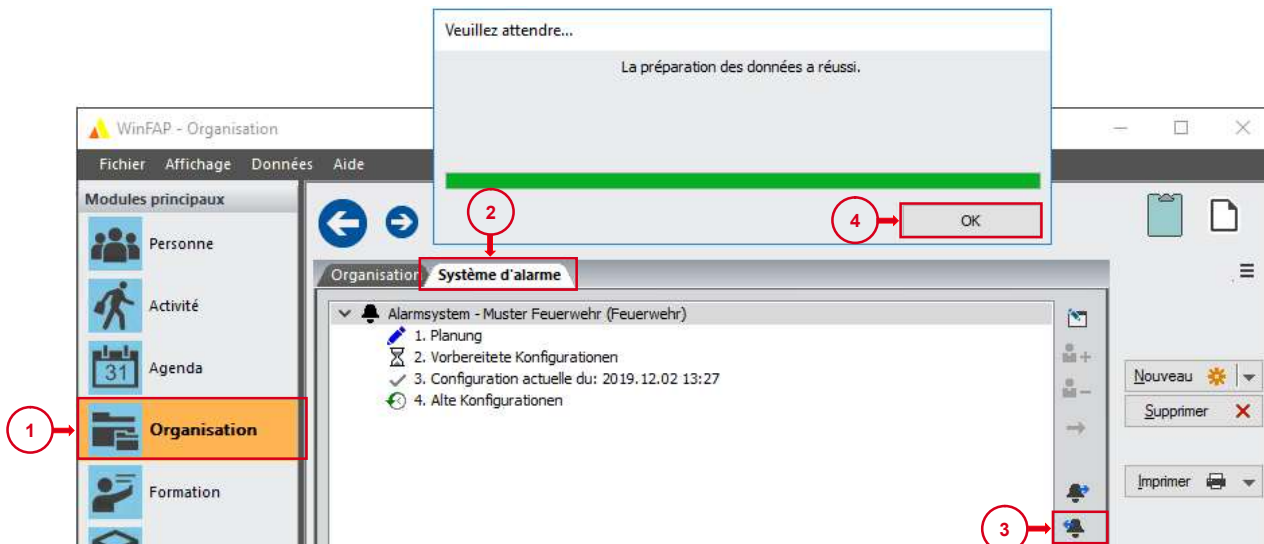 Veuillez attendre...
La préparation des données a réussi.
WinFAP - Organisation
Fichier Affichage Données Aide
Modules principaux
2
4
OK
Personne
Organisation Système d'alarme
Activité
Alarmsystem - Muster Feuerwehr (Feuerwehr)
1. Planung
2. Vorbereitete Konfigurationen
3. Configuration actuelle du: 2019.12.02 13:27
4. Alte Konfigurationen
31
Agenda
Nouveau
Supprimer
1
Organisation
Formation
Imprimer
3